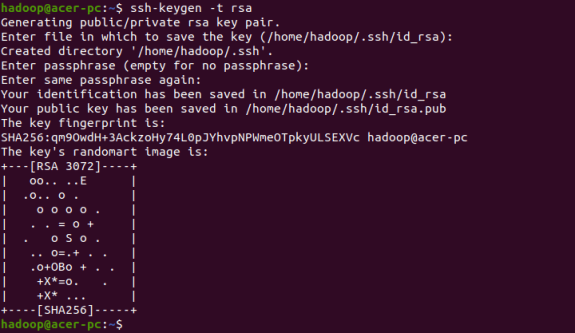 hadoop@acer-pc:~$ ssh-keygen -t rsa
Generating public/private rsa key pair.
Enter file in which to save the key (/home/hadoop/.ssh/id_rsa):
Created directory '/home/hadoop/.ssh'.
Enter passphrase (empty for no passphrase):
Enter same passphrase again:
Your identification has been saved in /home/hadoop/.ssh/id_rsa
Your public key has been saved in /home/hadoop/.ssh/id_rsa.pub
The key fingerprint is:
SHA256:qm9OwdH+3AckzoHy74L0pJYhvpNPWmeOTpkyULSEXVc hadoop@acer-pc
The key's randomart image is:
+---[RSA 3072]----+
|   oo.. ..E      |
|  .o.. o .       |
|    o o o o .    |
|   . . = o +     |
|  .   o S o .    |
|   .. o=.+ . .   |
|   .o+OBo + . .  |
|    +X*=o.   .   |
|    +X* ...      |
+----[SHA256]-----+
hadoop@acer-pc:~$